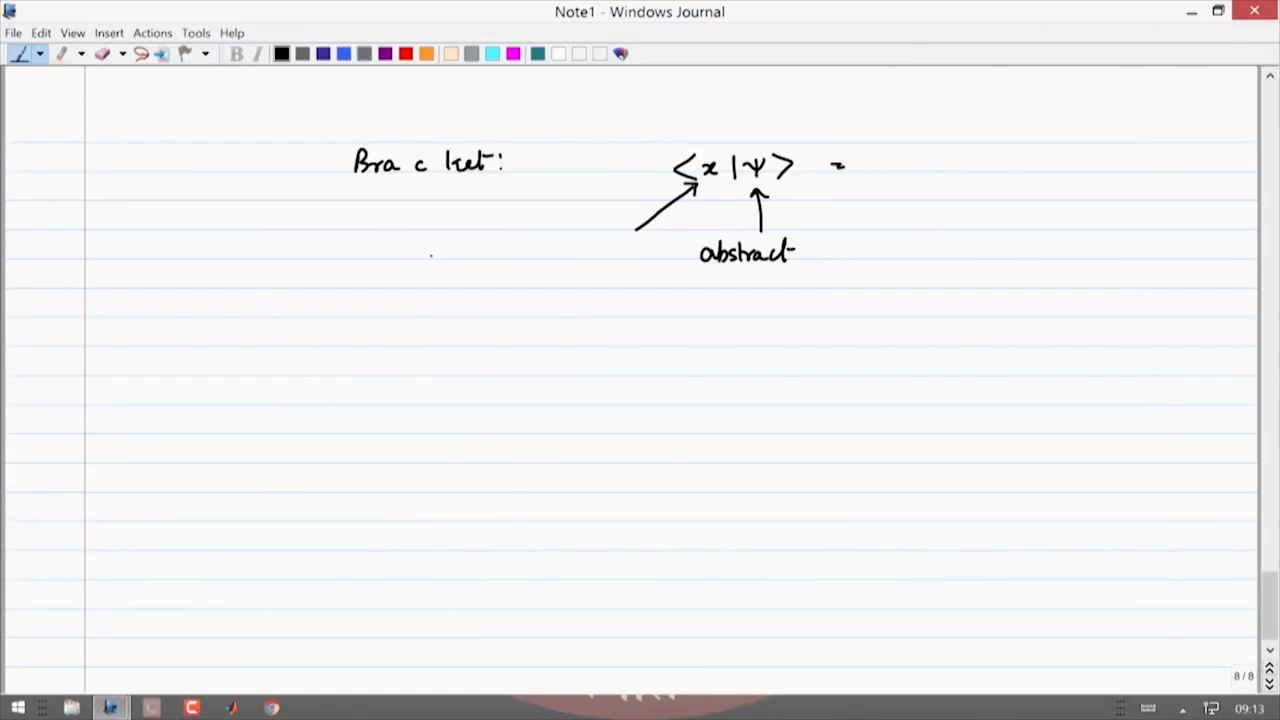 Note1 - Windows Journal
File Edit View Insert Actions Tools Help
B I
Bra c ket: <x|ψ> =
abstract
8 / 8
09:13